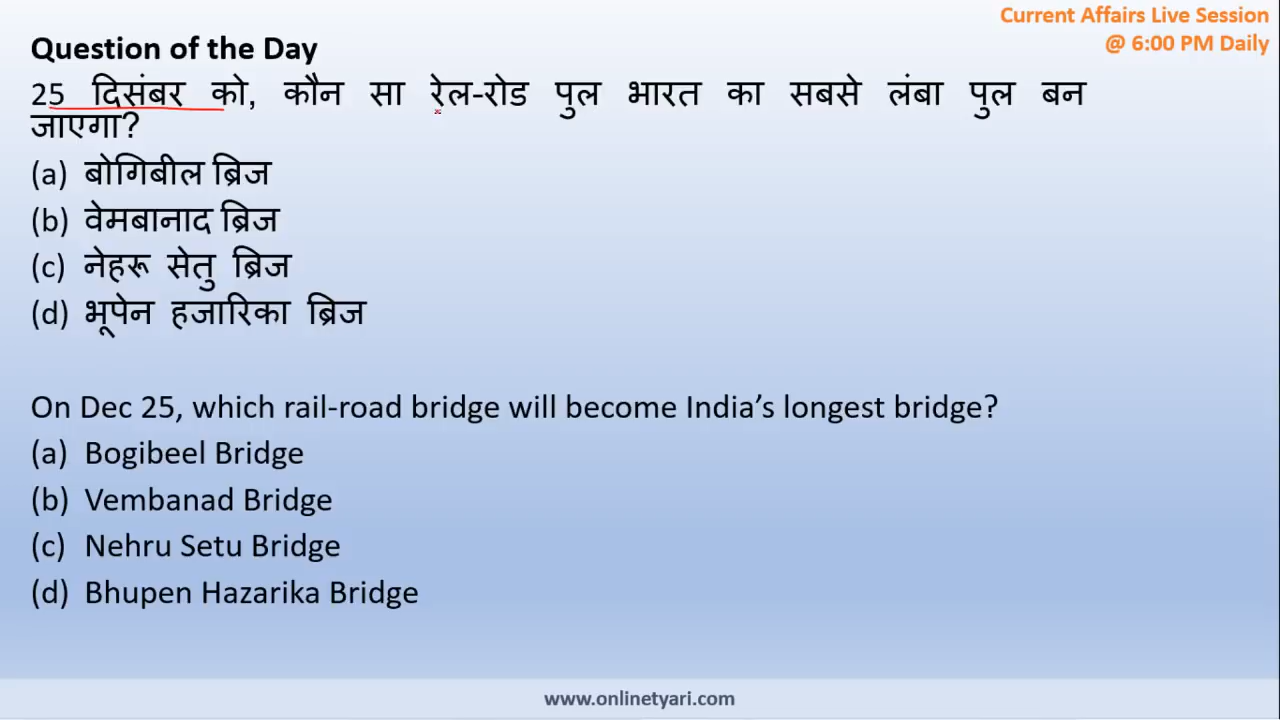 Current Affairs Live Session
@ 6:00 PM Daily
Question of the Day
25 दिसंबर को, कौन सा रेल-रोड पुल भारत का सबसे लंबा पुल बन
जाएगा?
(a) बोगिबील ब्रिज
(b) वेमबानाद ब्रिज
(c) नेहरू सेतु ब्रिज
(d) भूपेन हजारिका ब्रिज
On Dec 25, which rail-road bridge will become India’s longest bridge?
(a) Bogibeel Bridge
(b) Vembanad Bridge
(c) Nehru Setu Bridge
(d) Bhupen Hazarika Bridge
www.onlinetyari.com